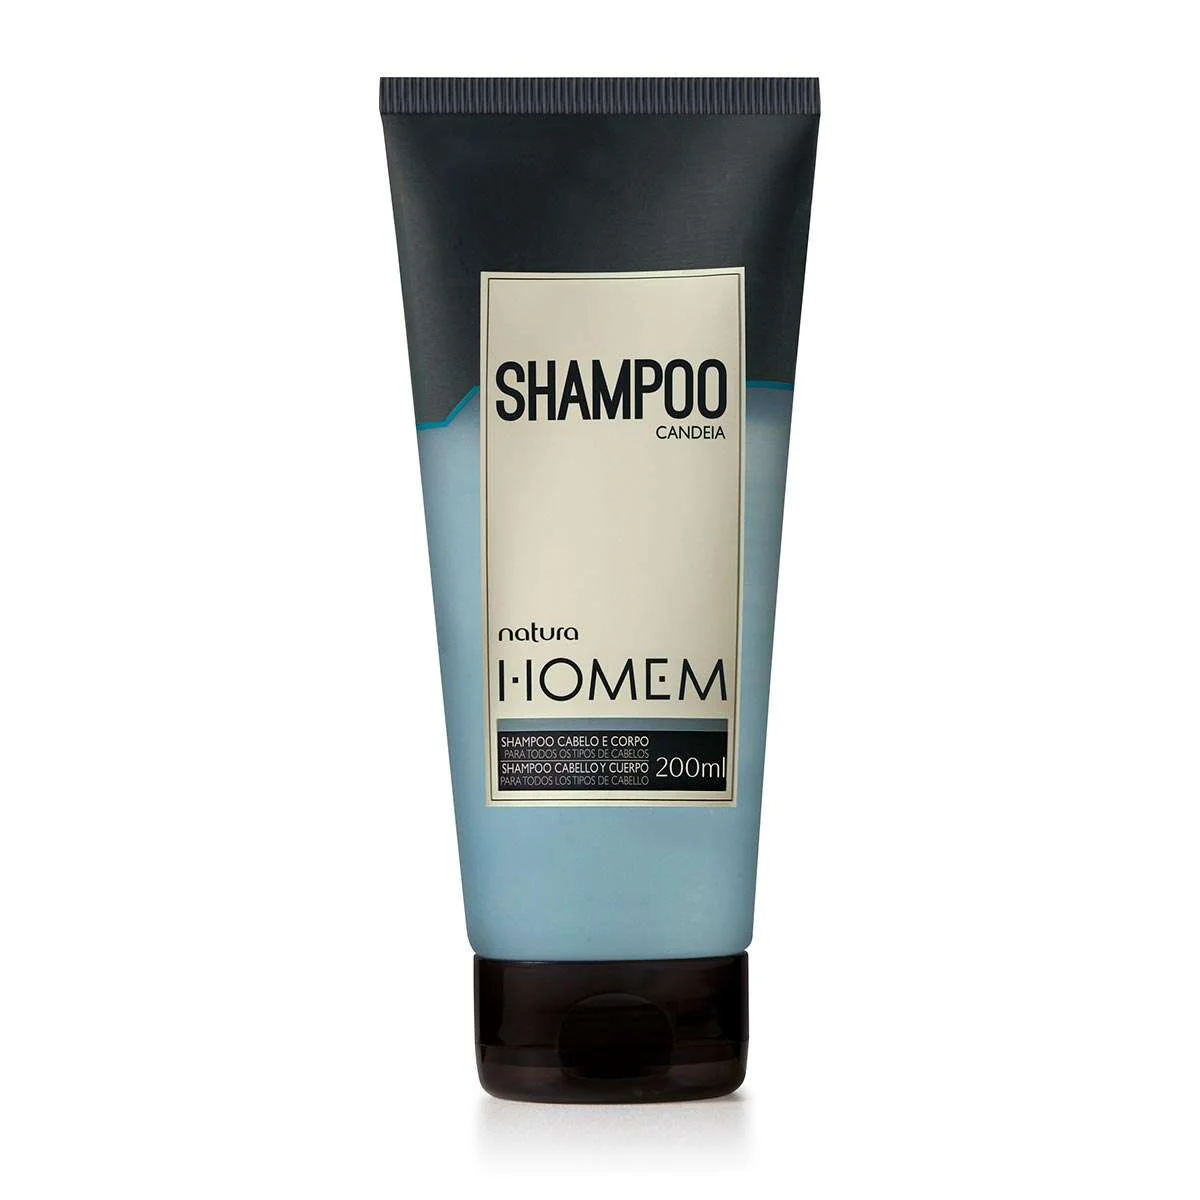 SHAMPOO
CANDEIA
natura
HOMEM
SHAMPOO CABELO E CORPO
PARA TODOS OS TIPOS DE CABELOS
SHAMPOO CABELLO Y CUERPO
PARA TODOS LOS TIPOS DE CABELLO
200ml